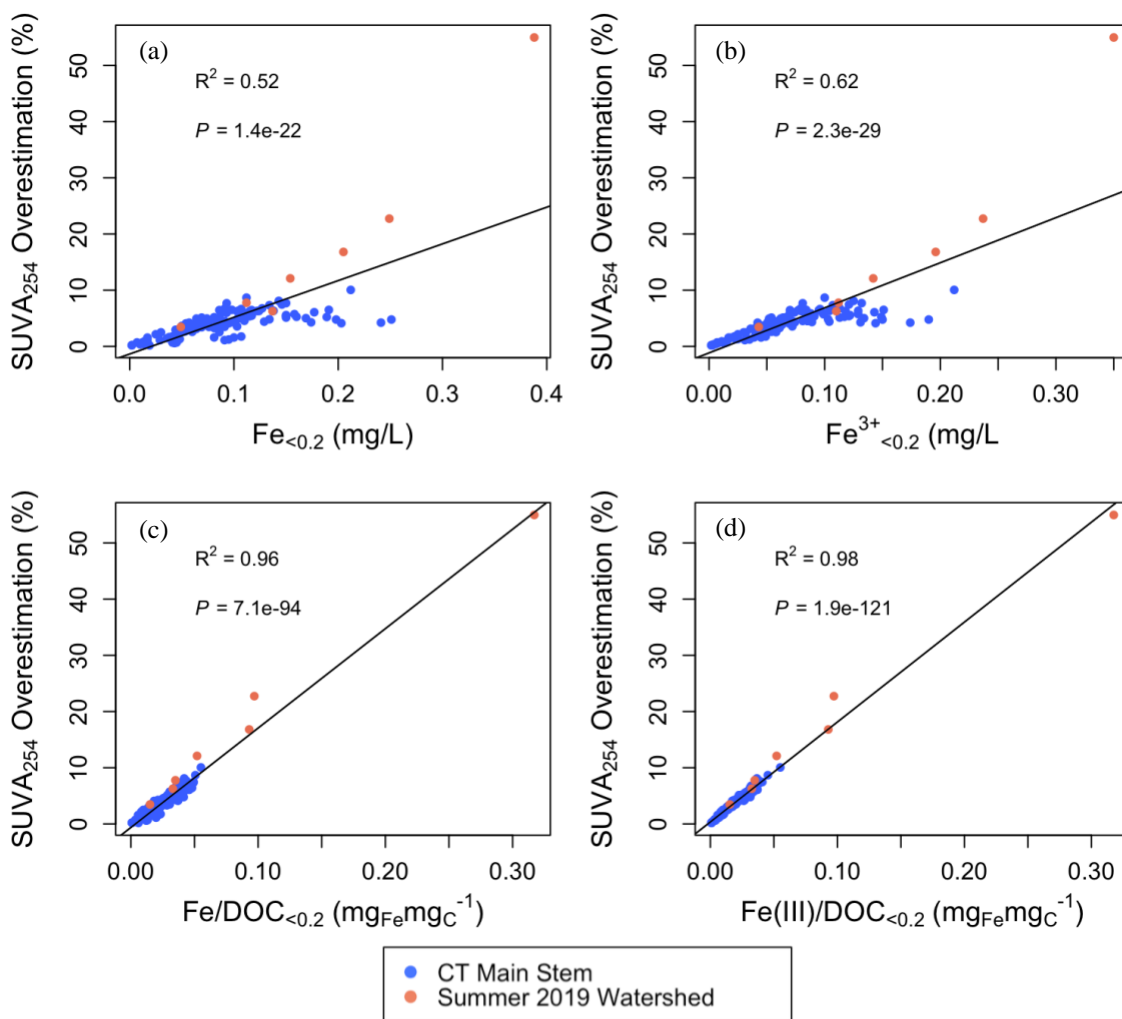 (a)
R² = 0.52
P = 1.4e-22
SUVA₂₅₄ Overestimation (%)
0 10 20 30 40 50
0.0 0.1 0.2 0.3 0.4
Fe<0.2 (mg/L)
(b)
R² = 0.62
P = 2.3e-29
SUVA₂₅₄ Overestimation (%)
0 10 20 30 40 50
0.00 0.10 0.20 0.30
Fe³⁺<0.2 (mg/L
(c)
R² = 0.96
P = 7.1e-94
SUVA₂₅₄ Overestimation (%)
0 10 20 30 40 50
0.00 0.10 0.20 0.30
Fe/DOC<0.2 (mgFemgC⁻¹)
(d)
R² = 0.98
P = 1.9e-121
SUVA₂₅₄ Overestimation (%)
0 10 20 30 40 50
0.00 0.10 0.20 0.30
Fe(III)/DOC<0.2 (mgFemgC⁻¹)
CT Main Stem
Summer 2019 Watershed